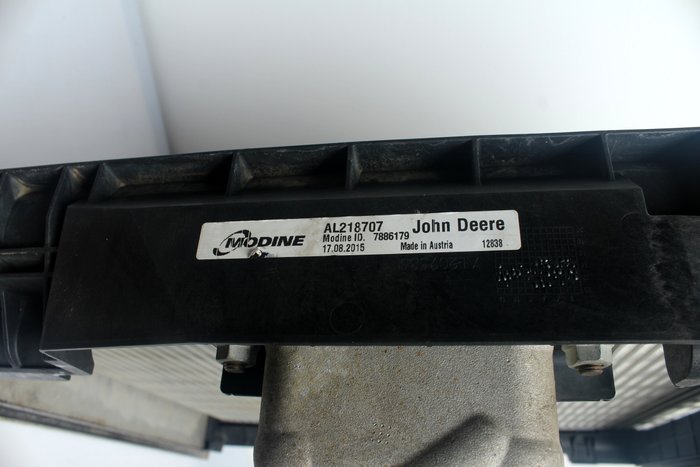 MODINE
AL218707 John Deere
Modine ID. 7886179
17.08.2015 Made in Austria 12838